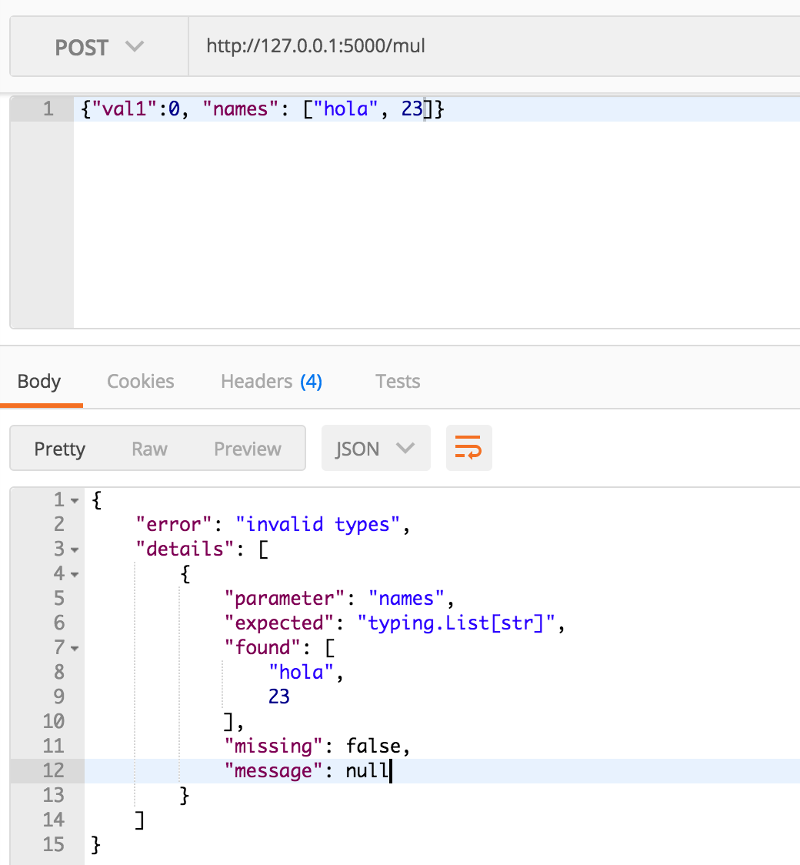 POST http://127.0.0.1:5000/mul
1 {"val1":0, "names": ["hola", 23]}
Body Cookies Headers (4) Tests
Pretty Raw Preview JSON
1 {
2 "error": "invalid types",
3 "details": [
4 {
5 "parameter": "names",
6 "expected": "typing.List[str]",
7 "found": [
8 "hola",
9 23
10 ],
11 "missing": false,
12 "message": null
13 }
14 ]
15 }